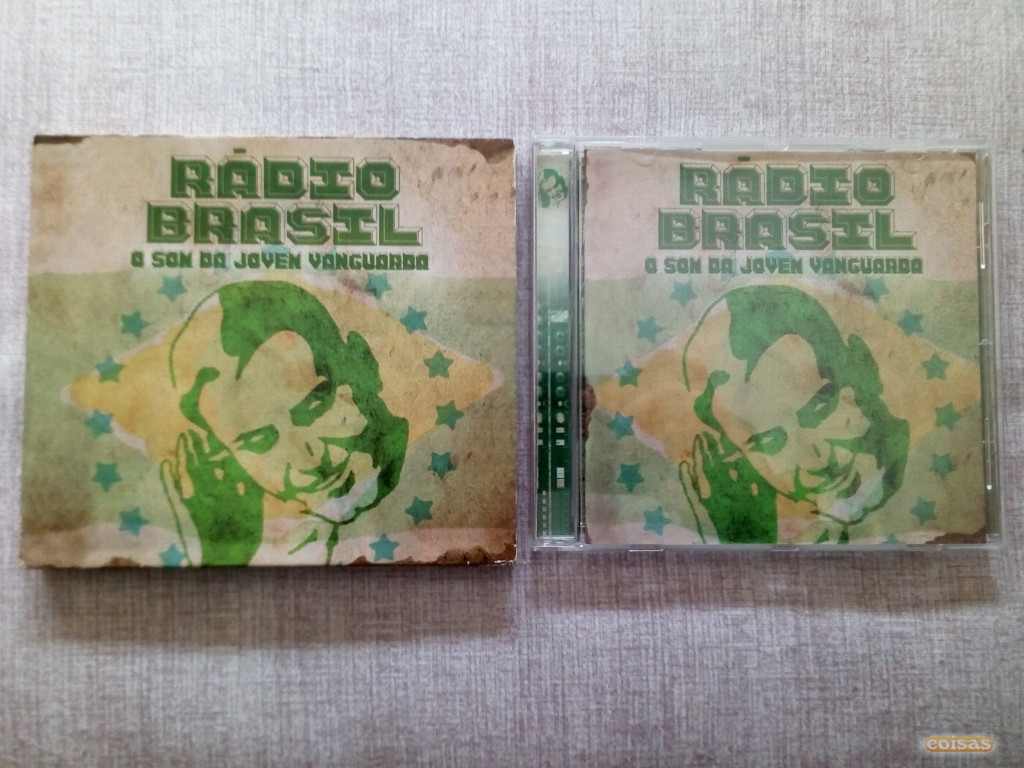 RÁDIO
BRASIL
O SOM DA JOVEM VANGUARDA
RÁDIO
BRASIL
O SOM DA JOVEM VANGUARDA
coisas